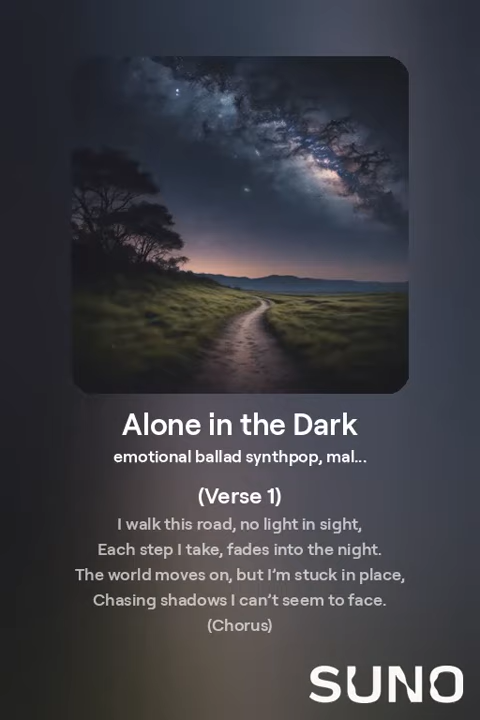 Alone in the Dark
emotional ballad synthpop, mal...
(Verse 1)
I walk this road, no light in sight,
Each step I take, fades into the night.
The world moves on, but I’m stuck in place,
Chasing shadows I can’t seem to face.
(Chorus)
SUNO